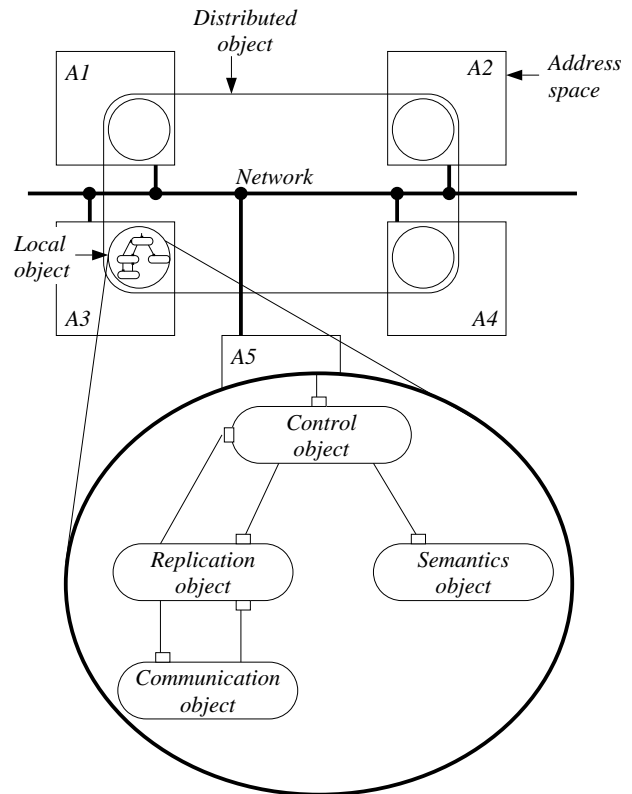 Distributed
object
A1
A2
Address
space
Network
Local
object
A3
A4
A5
Control
object
Replication
object
Semantics
object
Communication
object